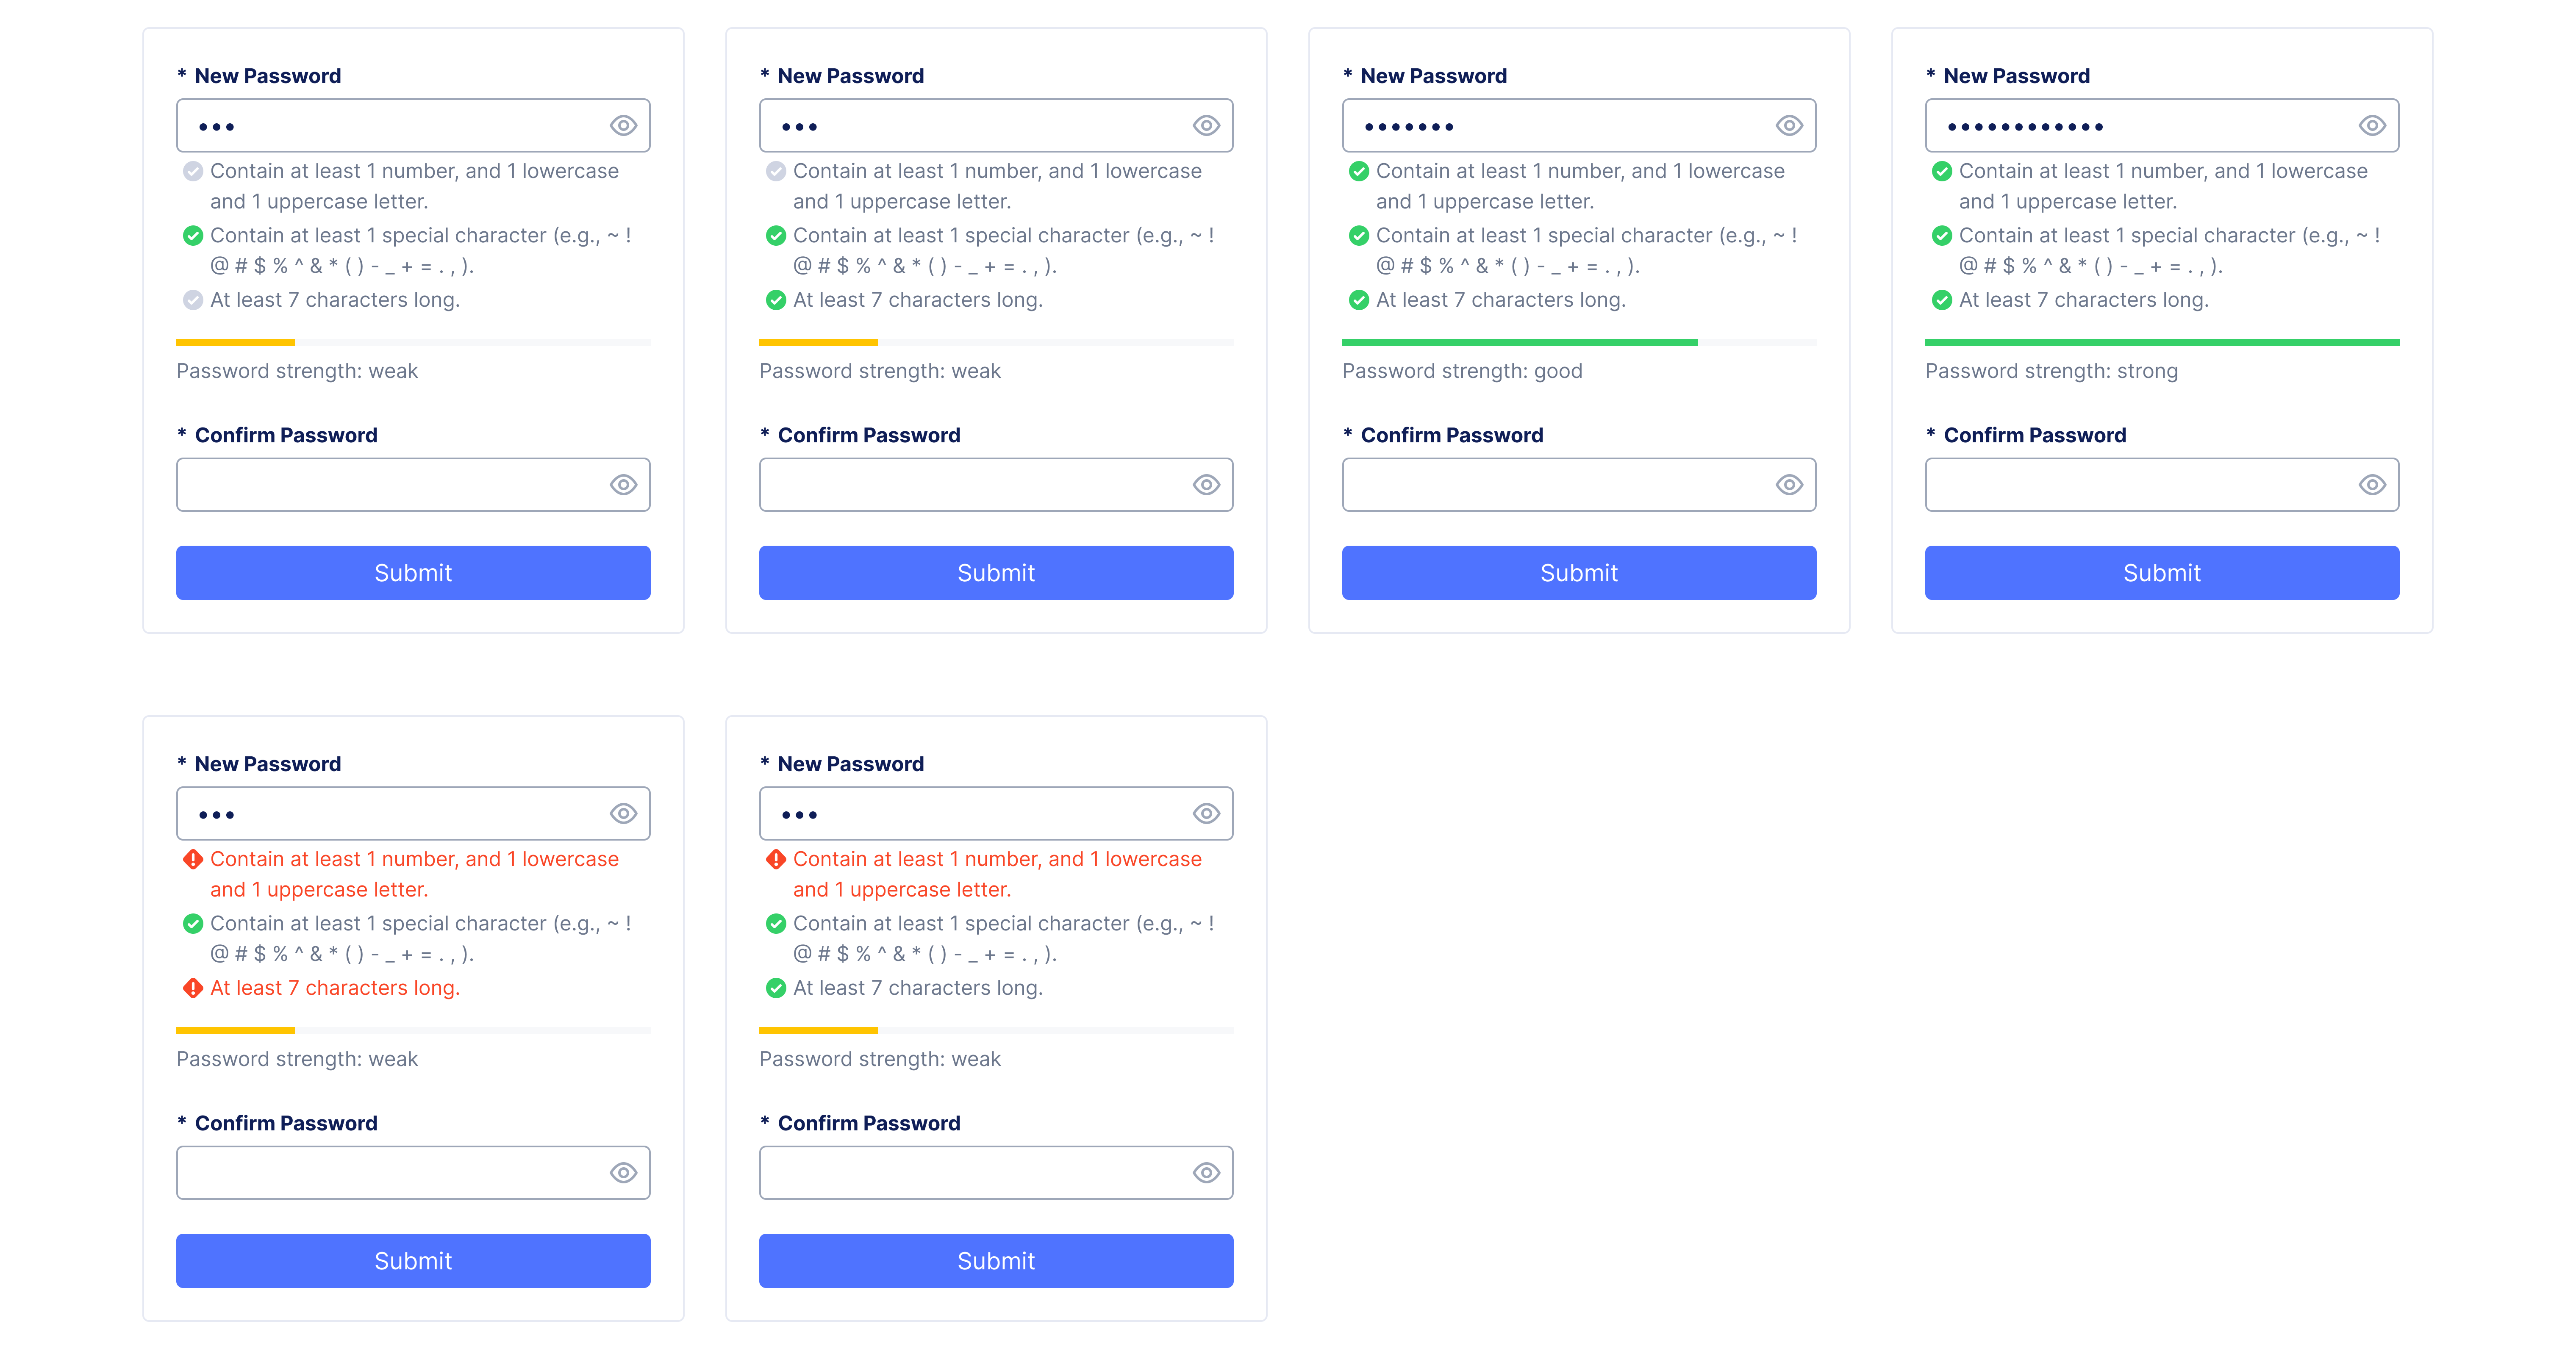 * New Password
•••
Contain at least 1 number, and 1 lowercase
and 1 uppercase letter.
Contain at least 1 special character (e.g., ~ !
@ # $ % ^ & * ( ) - _ + = . , ).
At least 7 characters long.
Password strength: weak
* Confirm Password
Submit
* New Password
•••
Contain at least 1 number, and 1 lowercase
and 1 uppercase letter.
Contain at least 1 special character (e.g., ~ !
@ # $ % ^ & * ( ) - _ + = . , ).
At least 7 characters long.
Password strength: weak
* Confirm Password
Submit
* New Password
•••••••
Contain at least 1 number, and 1 lowercase
and 1 uppercase letter.
Contain at least 1 special character (e.g., ~ !
@ # $ % ^ & * ( ) - _ + = . , ).
At least 7 characters long.
Password strength: good
* Confirm Password
Submit
* New Password
••••••••••••
Contain at least 1 number, and 1 lowercase
and 1 uppercase letter.
Contain at least 1 special character (e.g., ~ !
@ # $ % ^ & * ( ) - _ + = . , ).
At least 7 characters long.
Password strength: strong
* Confirm Password
Submit
* New Password
•••
Contain at least 1 number, and 1 lowercase
and 1 uppercase letter.
Contain at least 1 special character (e.g., ~ !
@ # $ % ^ & * ( ) - _ + = . , ).
At least 7 characters long.
Password strength: weak
* Confirm Password
Submit
* New Password
•••
Contain at least 1 number, and 1 lowercase
and 1 uppercase letter.
Contain at least 1 special character (e.g., ~ !
@ # $ % ^ & * ( ) - _ + = . , ).
At least 7 characters long.
Password strength: weak
* Confirm Password
Submit